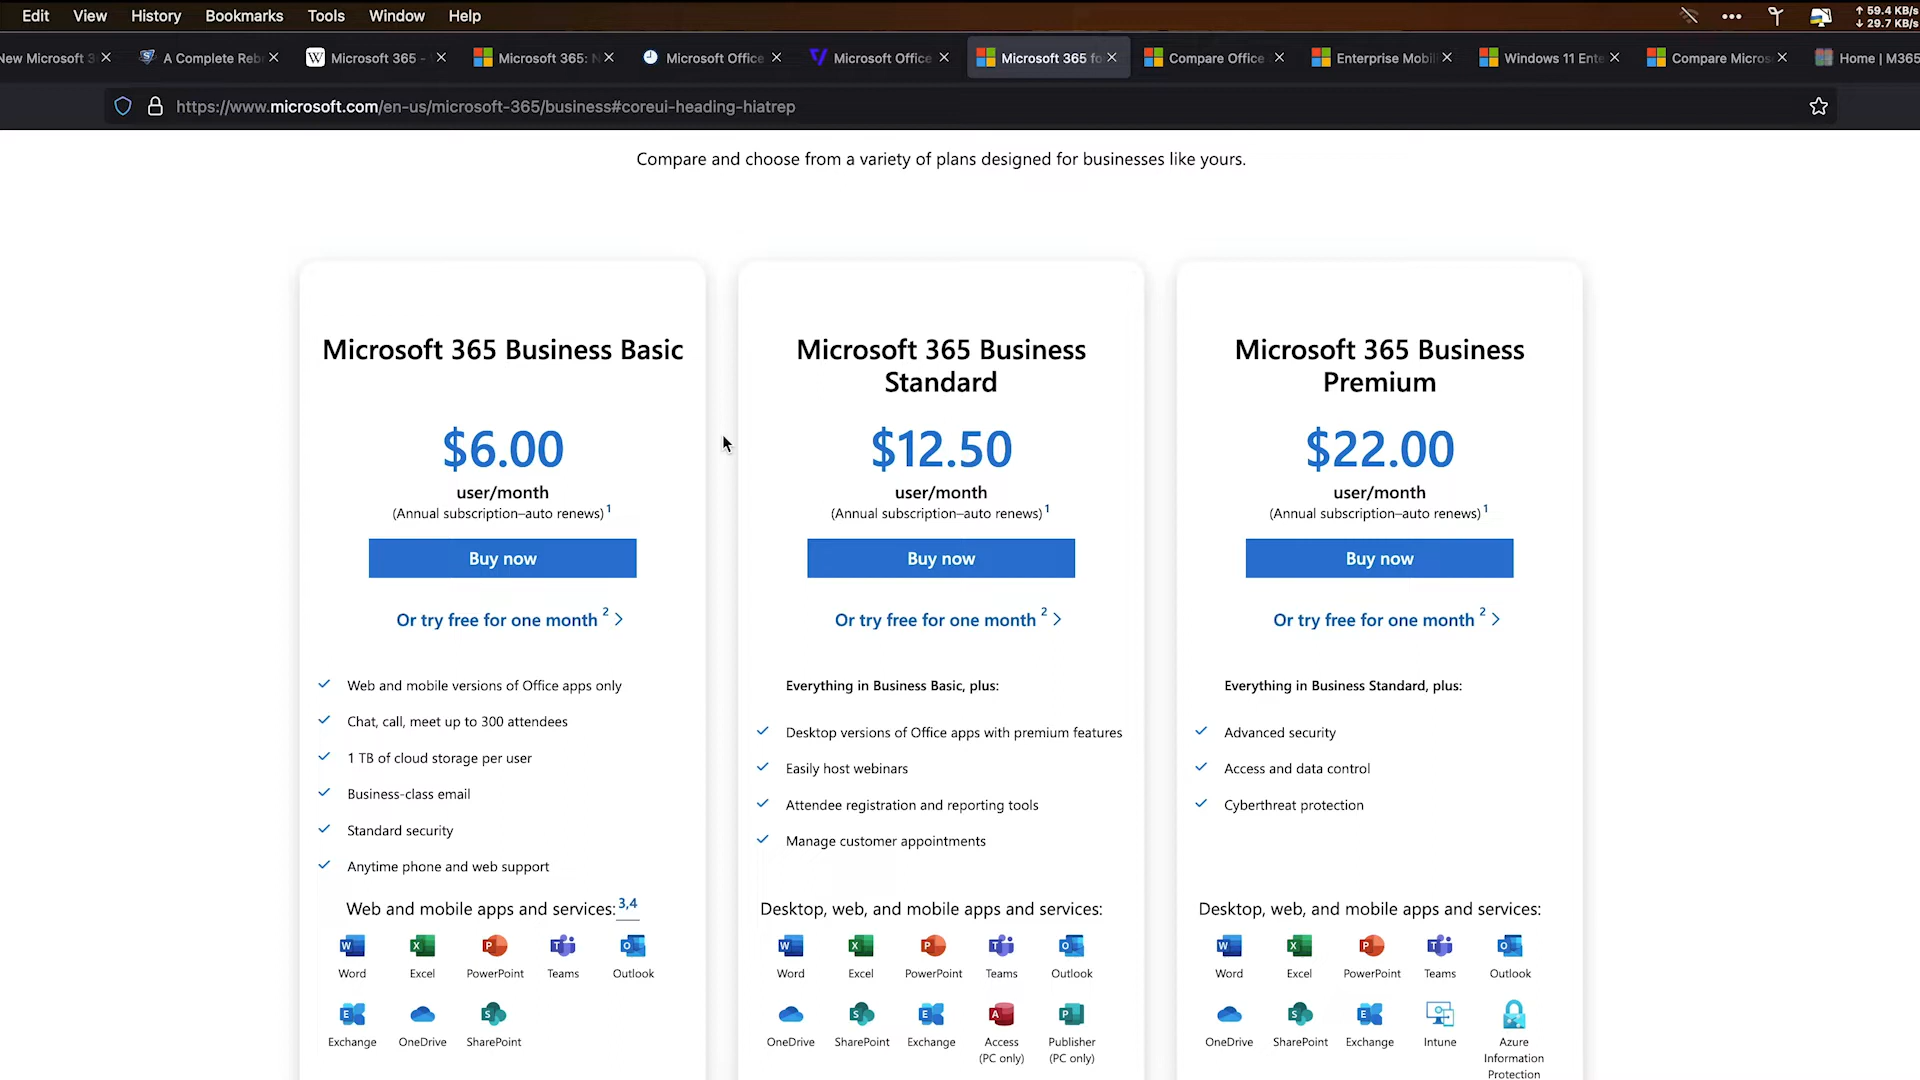 Edit View History Bookmarks Tools Window Help
59.4 KB/s
29.7 KB/s
New Microsoft 3
A Complete Reb
Microsoft 365 -
Microsoft 365: N
Microsoft Office
Microsoft Office
Microsoft 365 fo
Compare Office
Enterprise Mobil
Windows 11 Ente
Compare Micros
Home | M365
https://www.microsoft.com/en-us/microsoft-365/business#coreui-heading-hiatrep
Compare and choose from a variety of plans designed for businesses like yours.
Microsoft 365 Business Basic
$6.00
user/month
(Annual subscription–auto renews) 1
Buy now
Or try free for one month 2
Web and mobile versions of Office apps only
Chat, call, meet up to 300 attendees
1 TB of cloud storage per user
Business-class email
Standard security
Anytime phone and web support
Web and mobile apps and services: 3,4
Word Excel PowerPoint Teams Outlook
Exchange OneDrive SharePoint
Microsoft 365 Business
Standard
$12.50
user/month
(Annual subscription–auto renews) 1
Buy now
Or try free for one month 2
Everything in Business Basic, plus:
Desktop versions of Office apps with premium features
Easily host webinars
Attendee registration and reporting tools
Manage customer appointments
Desktop, web, and mobile apps and services:
Word Excel PowerPoint Teams Outlook
OneDrive SharePoint Exchange Access Publisher
(PC only) (PC only)
Microsoft 365 Business
Premium
$22.00
user/month
(Annual subscription–auto renews) 1
Buy now
Or try free for one month 2
Everything in Business Standard, plus:
Advanced security
Access and data control
Cyberthreat protection
Desktop, web, and mobile apps and services:
Word Excel PowerPoint Teams Outlook
OneDrive SharePoint Exchange Intune Azure
Information
Protection